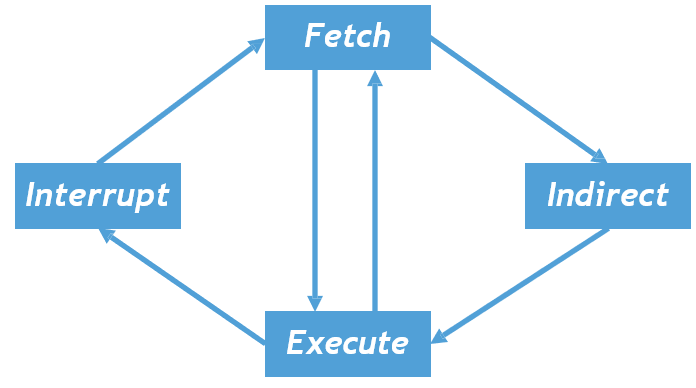 Fetch
Interrupt
Indirect
Execute